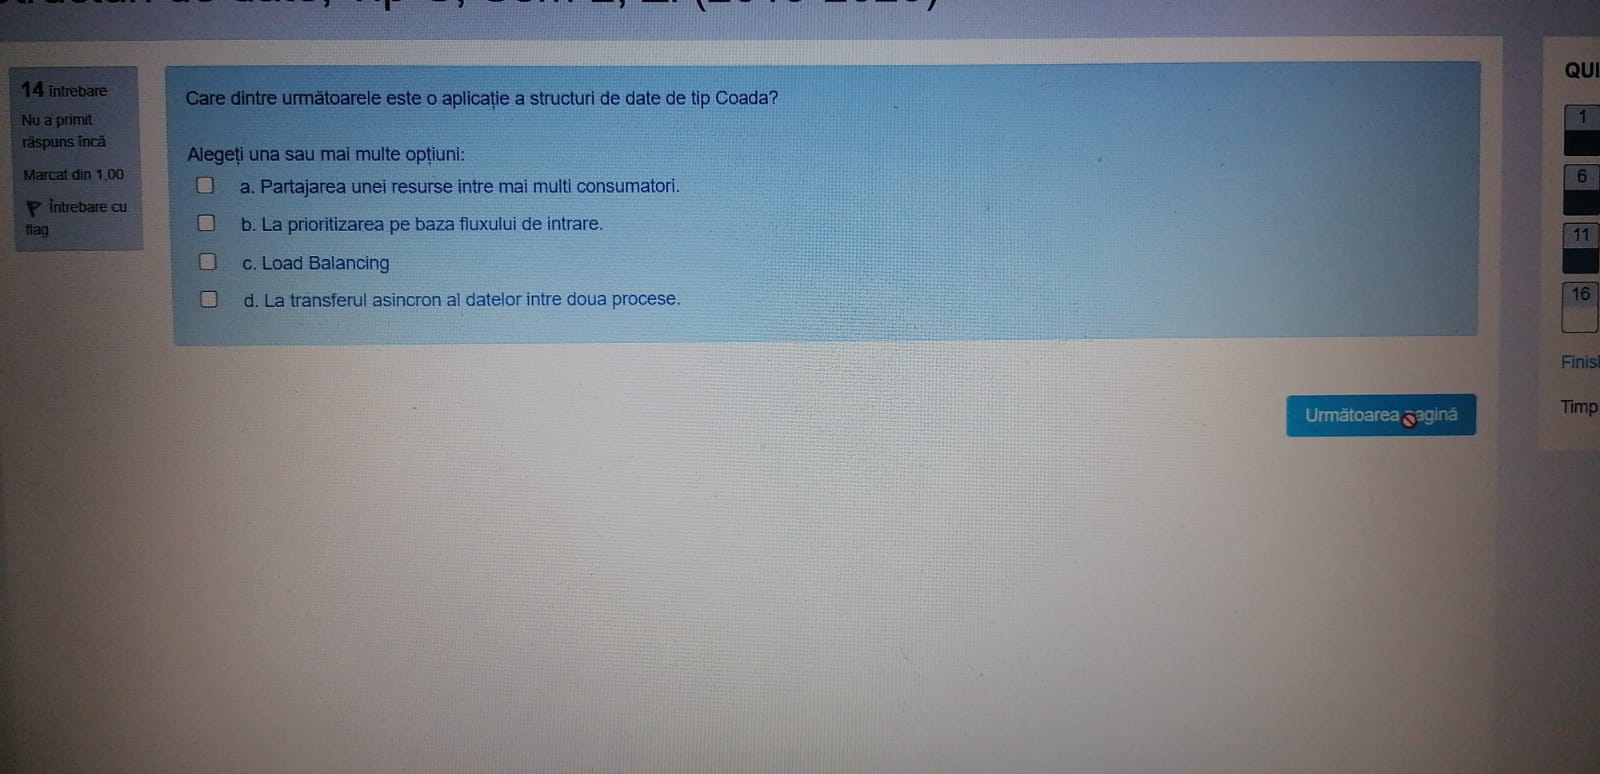 14 întrebare
Nu a primit
răspuns încă
Marcat din 1,00
Întrebare cu
flag
Care dintre următoarele este o aplicație a structuri de date de tip Coada?
Alegeți una sau mai multe opțiuni:
a. Partajarea unei resurse intre mai multi consumatori.
b. La prioritizarea pe baza fluxului de intrare.
c. Load Balancing
d. La transferul asincron al datelor intre doua procese.
Următoarea pagină
QUI
1
6
11
16
Finis
Timp